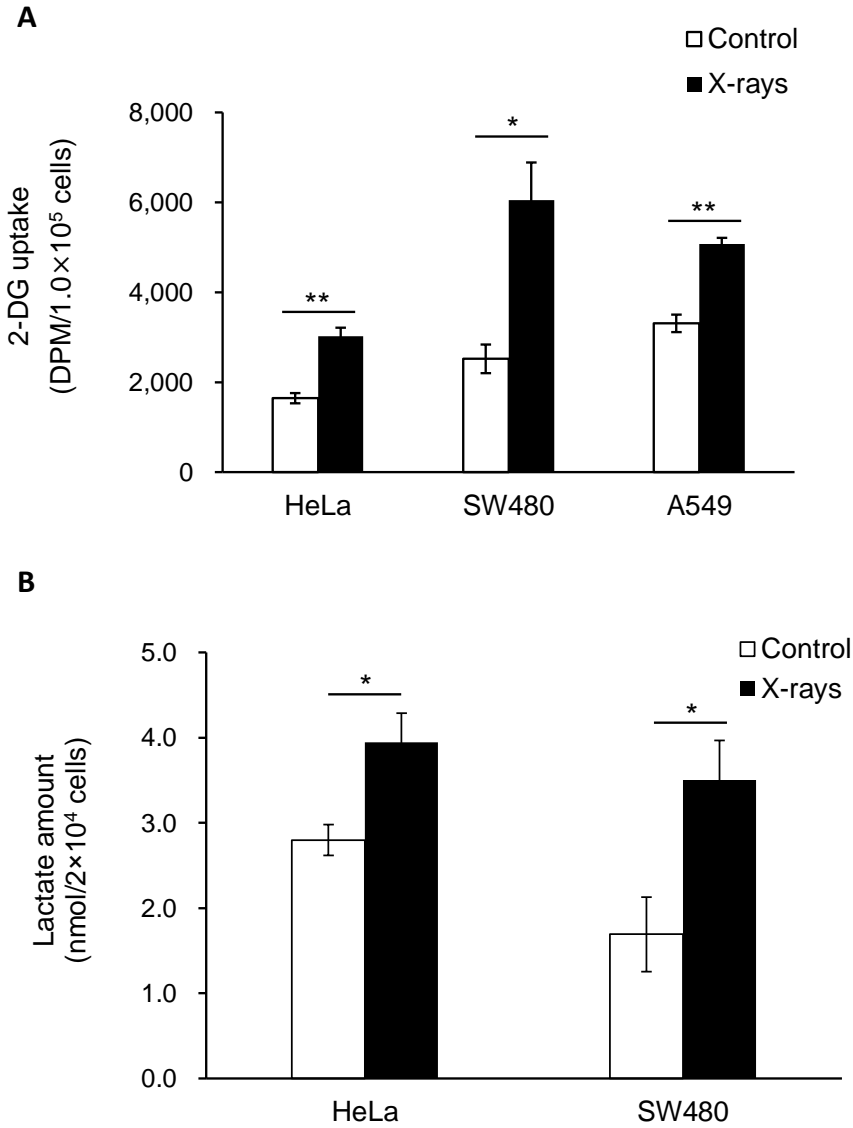 A
Control
X-rays
2-DG uptake
(DPM/1.0×10⁵ cells)
8,000
6,000
4,000
2,000
0
*
**
**
HeLa
SW480
A549
B
Control
X-rays
Lactate amount
(nmol/2×10⁴ cells)
5.0
4.0
3.0
2.0
1.0
0.0
*
*
HeLa
SW480